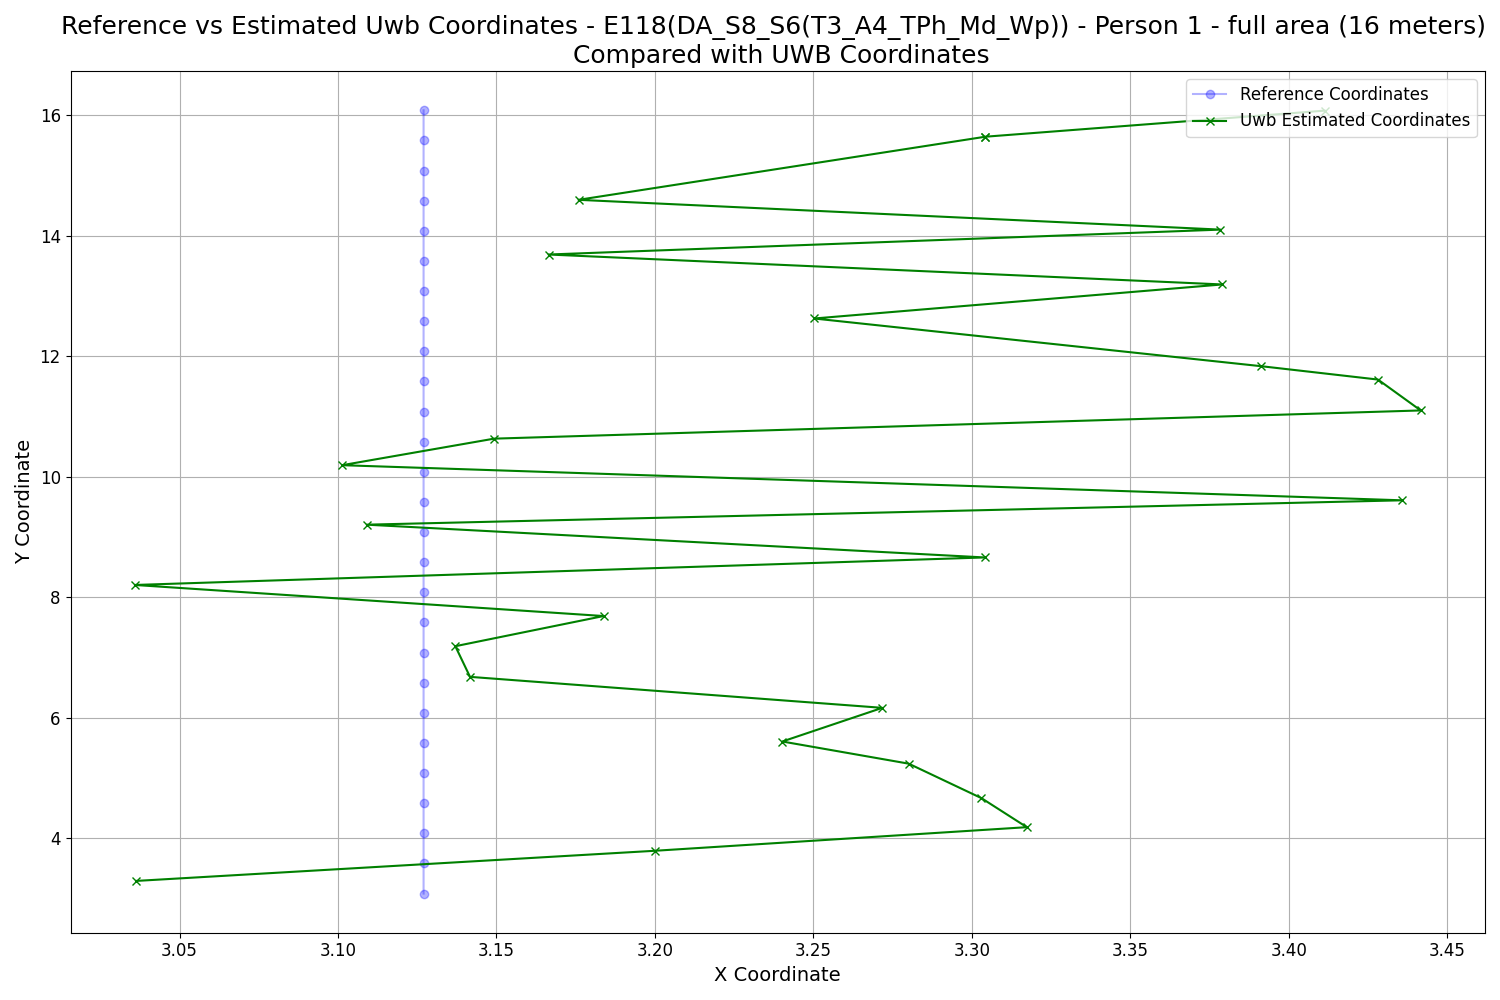 Reference vs Estimated Uwb Coordinates - E118(DA_S8_S6(T3_A4_TPh_Md_Wp)) - Person 1 - full area (16 meters)
Compared with UWB Coordinates
Reference Coordinates
Uwb Estimated Coordinates
Y Coordinate
16
14
12
10
8
6
4
3.05 3.10 3.15 3.20 3.25 3.30 3.35 3.40 3.45
X Coordinate